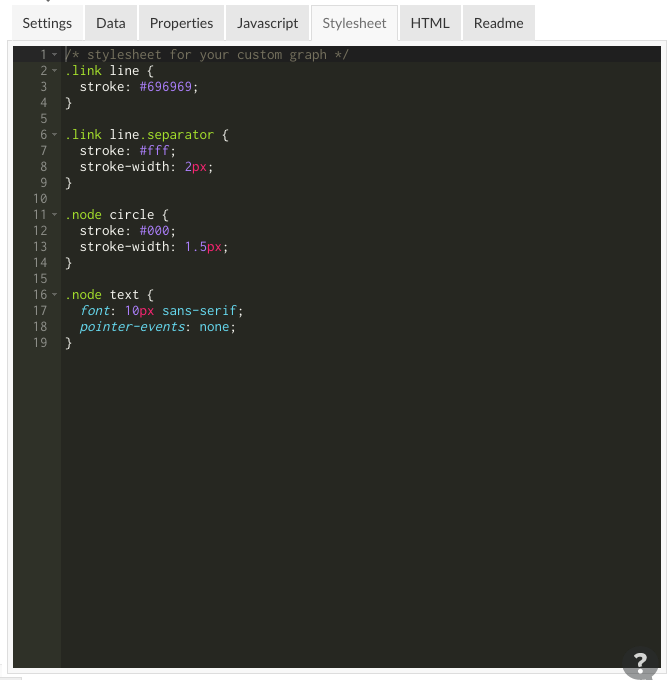 Settings Data Properties Javascript Stylesheet HTML Readme
1 /* stylesheet for your custom graph */
2 .link line {
3   stroke: #696969;
4 }
5
6 .link line.separator {
7   stroke: #fff;
8   stroke-width: 2px;
9 }
10
11 .node circle {
12   stroke: #000;
13   stroke-width: 1.5px;
14 }
15
16 .node text {
17   font: 10px sans-serif;
18   pointer-events: none;
19 }
?